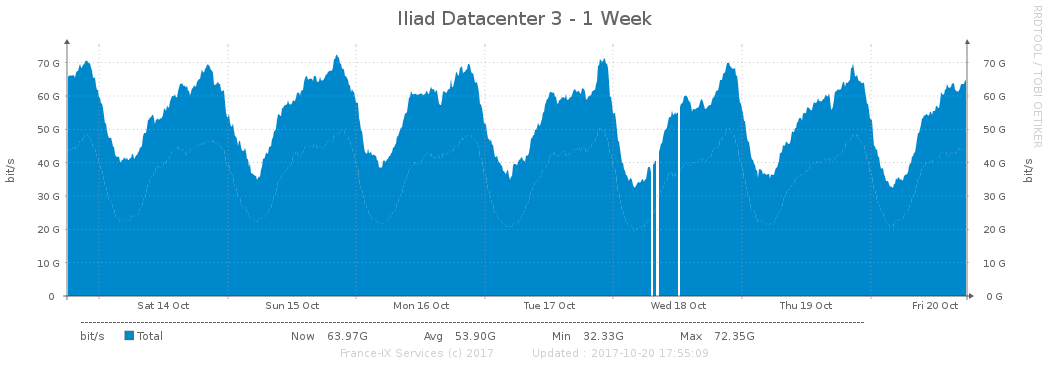 Iliad Datacenter 3 - 1 Week
RRDTOOL / TOBI OETIKER
bit/s
70 G
60 G
50 G
40 G
30 G
20 G
10 G
0
70 G
60 G
50 G
40 G
30 G
20 G
10 G
0 G
bit/s
Sat 14 Oct Sun 15 Oct Mon 16 Oct Tue 17 Oct Wed 18 Oct Thu 19 Oct Fri 20 Oct
bit/s Total Now 63.97G Avg 53.90G Min 32.33G Max 72.35G
France-IX Services (c) 2017 Updated : 2017-10-20 17:55:09